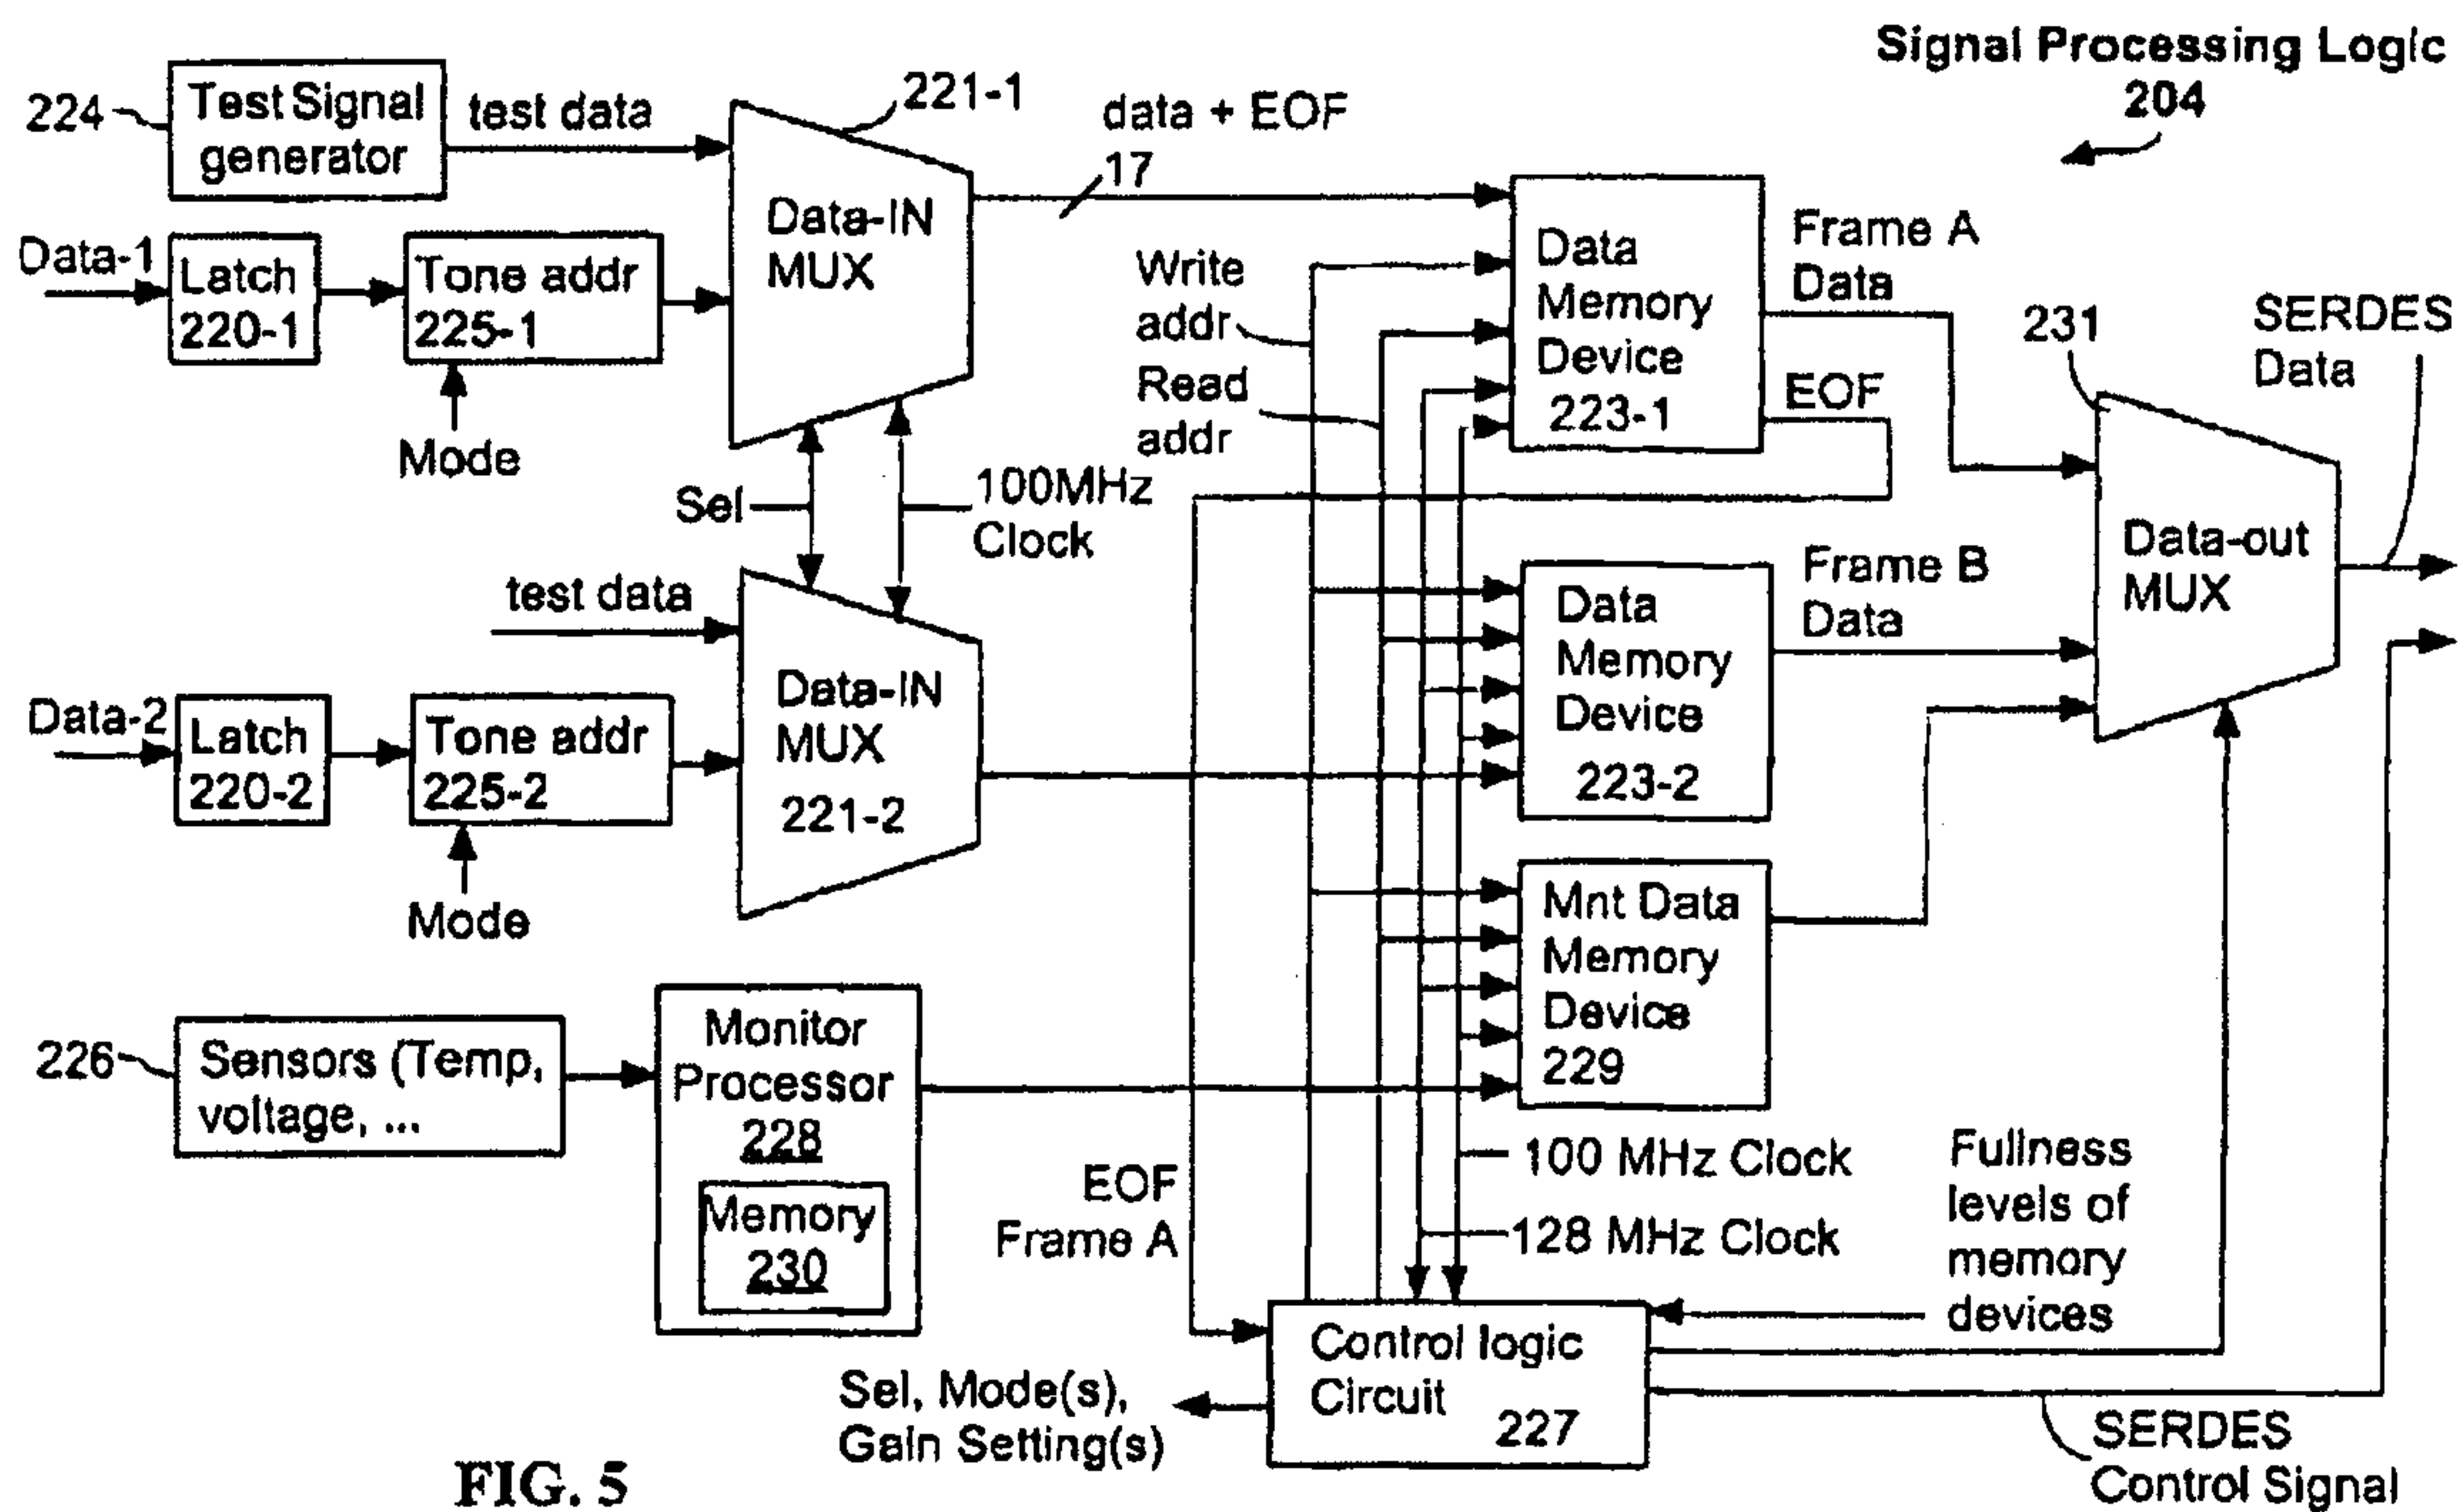 Signal Processing Logic
204
224
Test Signal
generator
test data
221-1
data + EOF
17
Data-IN
MUX
Data-1
Latch
220-1
Tone addr
225-1
Mode
Write
addr
Read
addr
Data
Memory
Device
223-1
Frame A
Data
EOF
231
SERDES
Data
Sel
100MHz
Clock
test data
Data-IN
MUX
221-2
Data-2
Latch
220-2
Tone addr
225-2
Mode
Data
Memory
Device
223-2
Frame B
Data
Data-out
MUX
Mnt Data
Memory
Device
229
226
Sensors (Temp,
voltage, ...
Monitor
Processor
228
Memory
230
EOF
Frame A
100 MHz Clock
128 MHz Clock
Fullness
levels of
memory
devices
Control logic
Circuit
227
Sel, Mode(s),
Gain Setting(s)
SERDES
Control Signal
FIG. 5